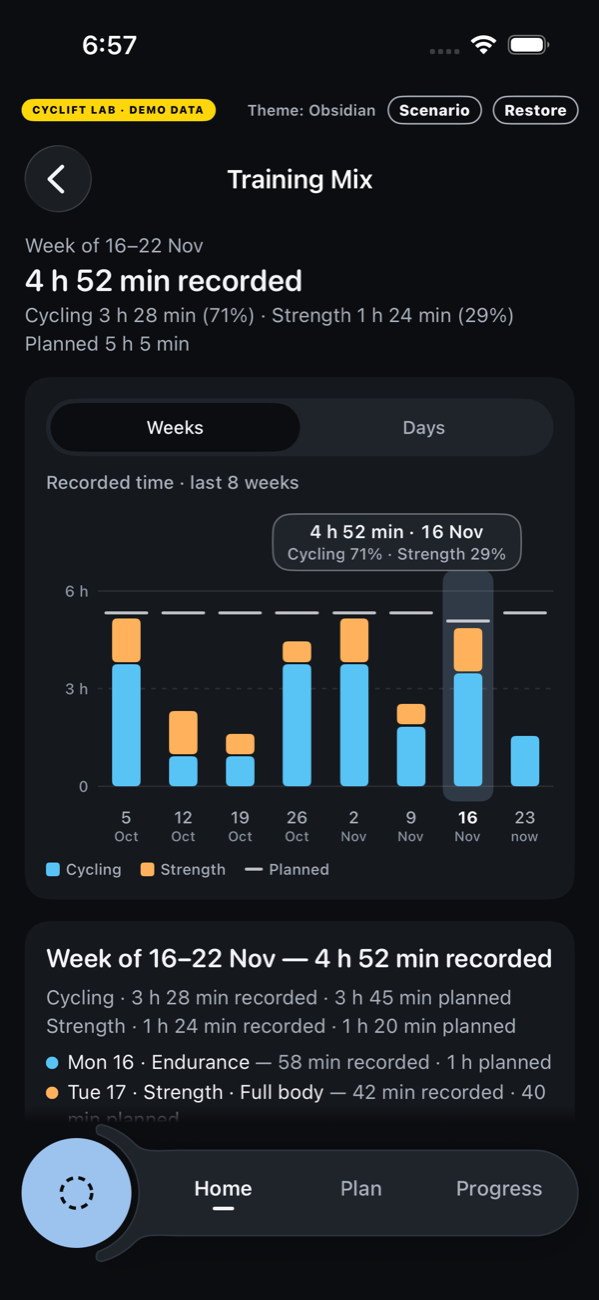 6:57
CYCLIFT LAB · DEMO DATA
Theme: Obsidian
Scenario
Restore
Training Mix
Week of 16–22 Nov
4 h 52 min recorded
Cycling 3 h 28 min (71%) · Strength 1 h 24 min (29%)
Planned 5 h 5 min
Weeks
Days
Recorded time · last 8 weeks
4 h 52 min · 16 Nov
Cycling 71% · Strength 29%
6 h
3 h
0
5 Oct
12 Oct
19 Oct
26 Oct
2 Nov
9 Nov
16 Nov
23 now
Cycling
Strength
Planned
Week of 16–22 Nov — 4 h 52 min recorded
Cycling · 3 h 28 min recorded · 3 h 45 min planned
Strength · 1 h 24 min recorded · 1 h 20 min planned
Mon 16 · Endurance — 58 min recorded · 1 h planned
Tue 17 · Strength · Full body — 42 min recorded · 40
min planned
Home
Plan
Progress